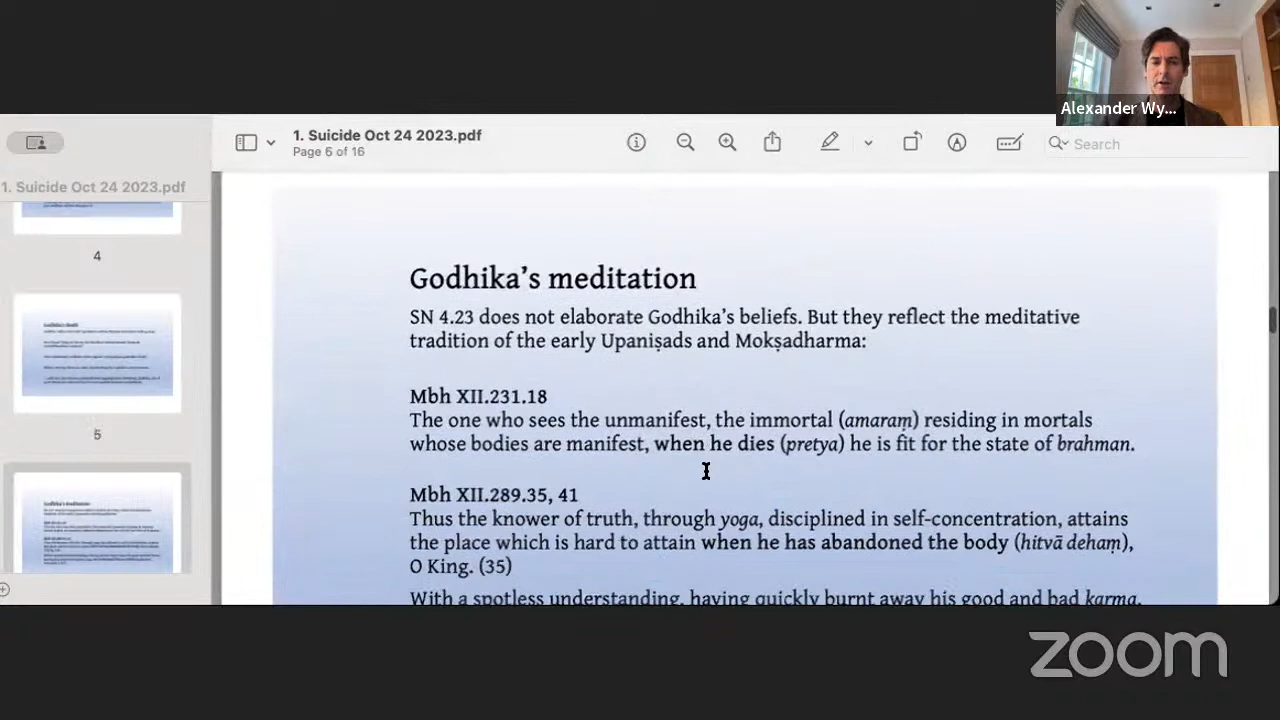 Alexander Wy...
1. Suicide Oct 24 2023.pdf
Page 6 of 16
Search
1. Suicide Oct 24 2023.pdf
4
5
Godhika’s meditation
SN 4.23 does not elaborate Godhika’s beliefs. But they reflect the meditative
tradition of the early Upaniṣads and Mokṣadharma:
Mbh XII.231.18
The one who sees the unmanifest, the immortal (amaraṃ) residing in mortals
whose bodies are manifest, when he dies (pretya) he is fit for the state of brahman.
Mbh XII.289.35, 41
Thus the knower of truth, through yoga, disciplined in self-concentration, attains
the place which is hard to attain when he has abandoned the body (hitvā dehaṃ),
O King. (35)
With a spotless understanding, having quickly burnt away his good and bad karma,
zoom